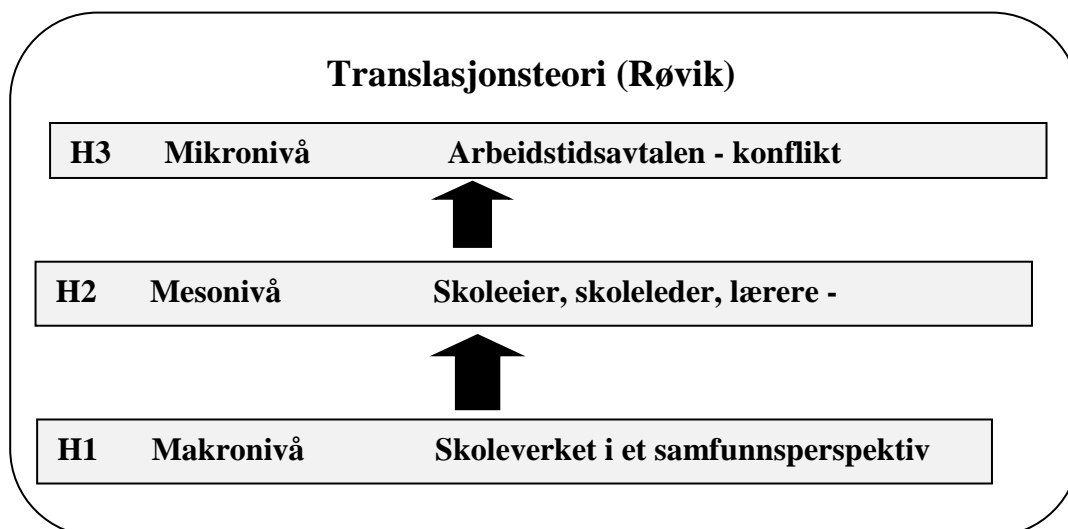 Translasjonsteori (Røvik)
H3 Mikronivå Arbeidstidsavtalen - konflikt
H2 Mesonivå Skoleeier, skoleleder, lærere -
H1 Makronivå Skoleverket i et samfunnsperspektiv